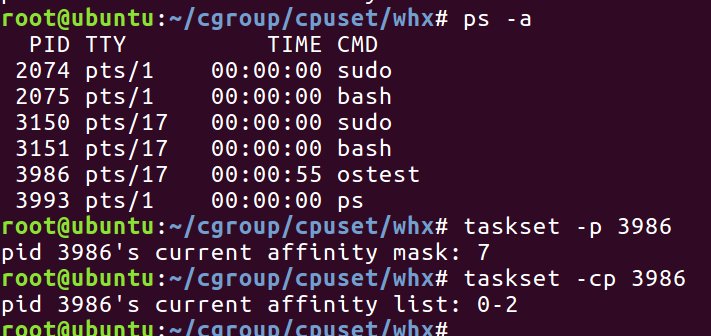 root@ubuntu:~/cgroup/cpuset/whx# ps -a
  PID TTY          TIME CMD
 2074 pts/1    00:00:00 sudo
 2075 pts/1    00:00:00 bash
 3150 pts/17   00:00:00 sudo
 3151 pts/17   00:00:00 bash
 3986 pts/17   00:00:55 ostest
 3993 pts/1    00:00:00 ps
root@ubuntu:~/cgroup/cpuset/whx# taskset -p 3986
pid 3986's current affinity mask: 7
root@ubuntu:~/cgroup/cpuset/whx# taskset -cp 3986
pid 3986's current affinity list: 0-2
root@ubuntu:~/cgroup/cpuset/whx#